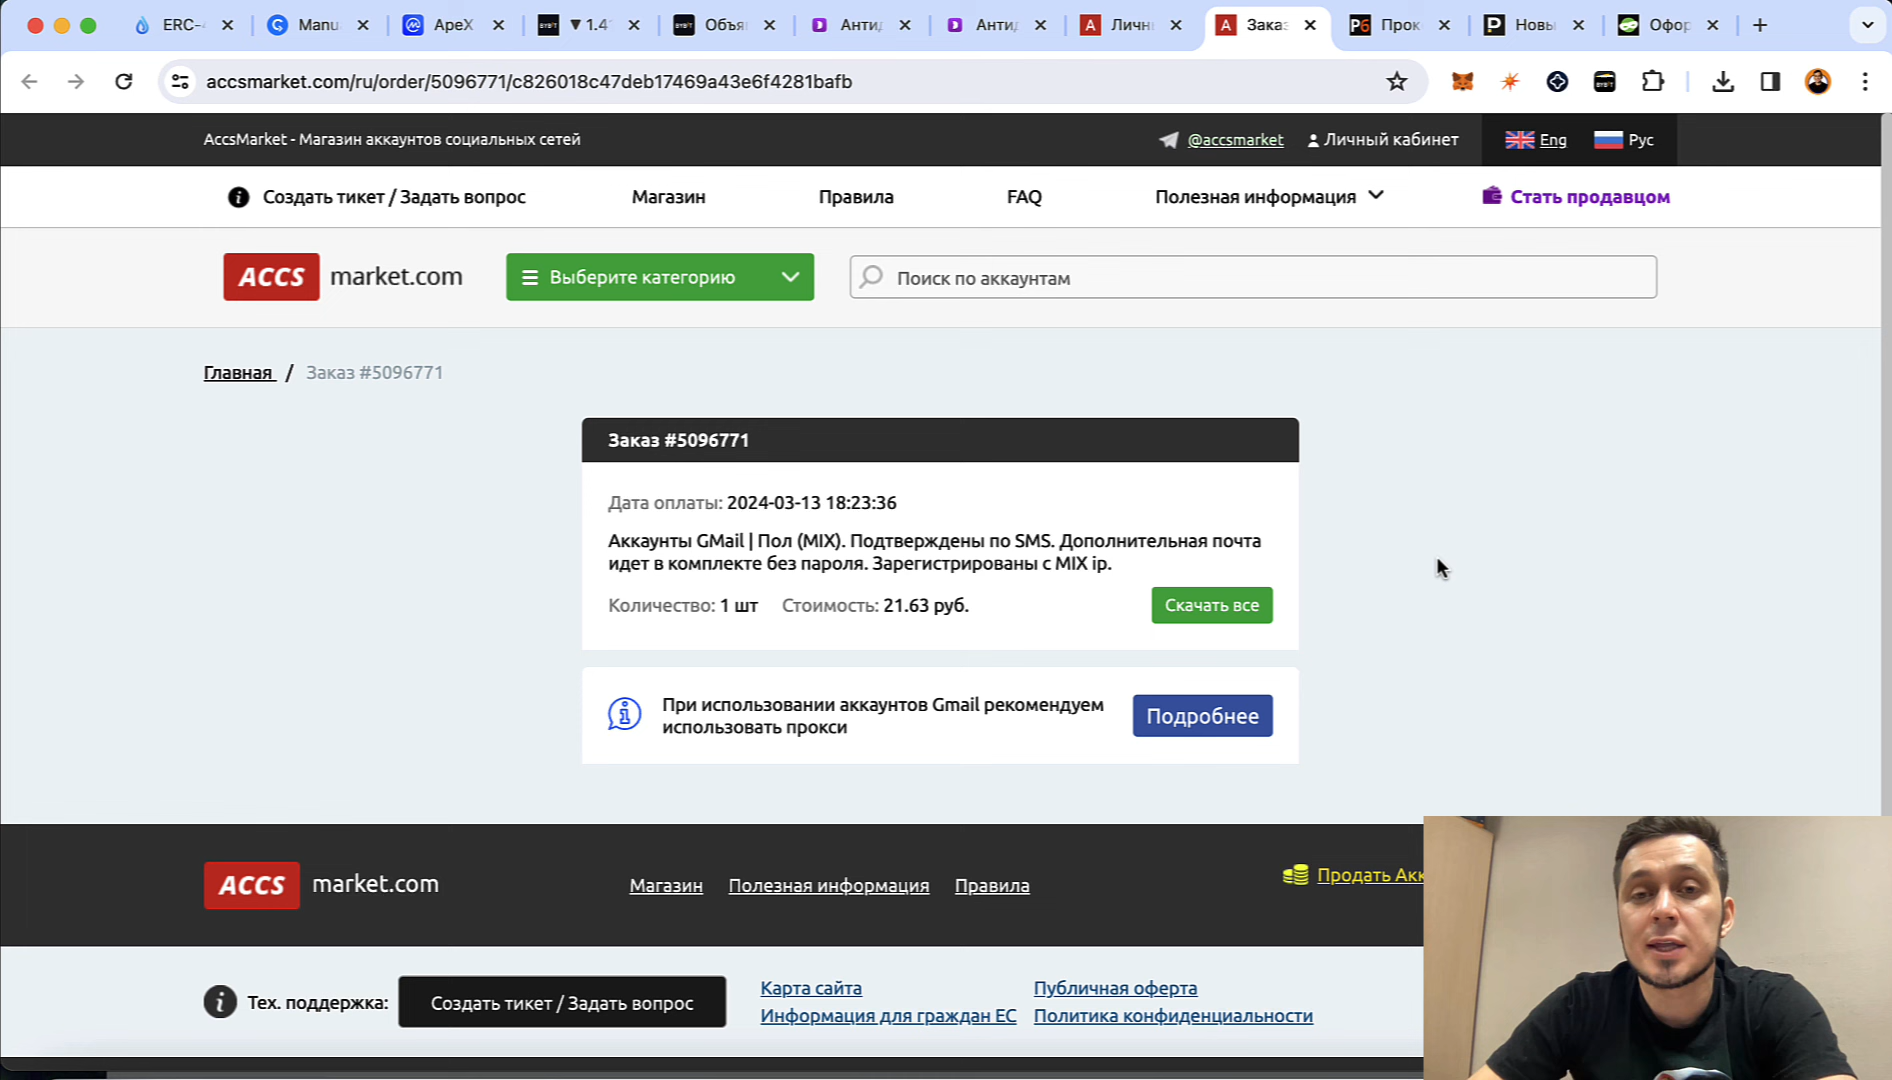 ERC-4
Manu
ApeX
▼1.4
Объя
Антид
Антид
Личн
Заказ
Прок
Новы
Офор
accsmarket.com/ru/order/5096771/c826018c47deb17469a43e6f4281bafb
AccsMarket - Магазин аккаунтов социальных сетей
@accsmarket
Личный кабинет
Eng
Рус
Создать тикет / Задать вопрос
Магазин
Правила
FAQ
Полезная информация
Стать продавцом
ACCS market.com
Выберите категорию
Поиск по аккаунтам
Главная / Заказ #5096771
Заказ #5096771
Дата оплаты: 2024-03-13 18:23:36
Аккаунты GMail | Пол (MIX). Подтверждены по SMS. Дополнительная почта
идет в комплекте без пароля. Зарегистрированы с MIX ip.
Количество: 1 шт Стоимость: 21.63 руб.
Скачать все
При использовании аккаунтов Gmail рекомендуем
использовать прокси
Подробнее
ACCS market.com
Магазин
Полезная информация
Правила
Продать Акк
Тех. поддержка:
Создать тикет / Задать вопрос
Карта сайта
Публичная оферта
Информация для граждан ЕС
Политика конфиденциальности